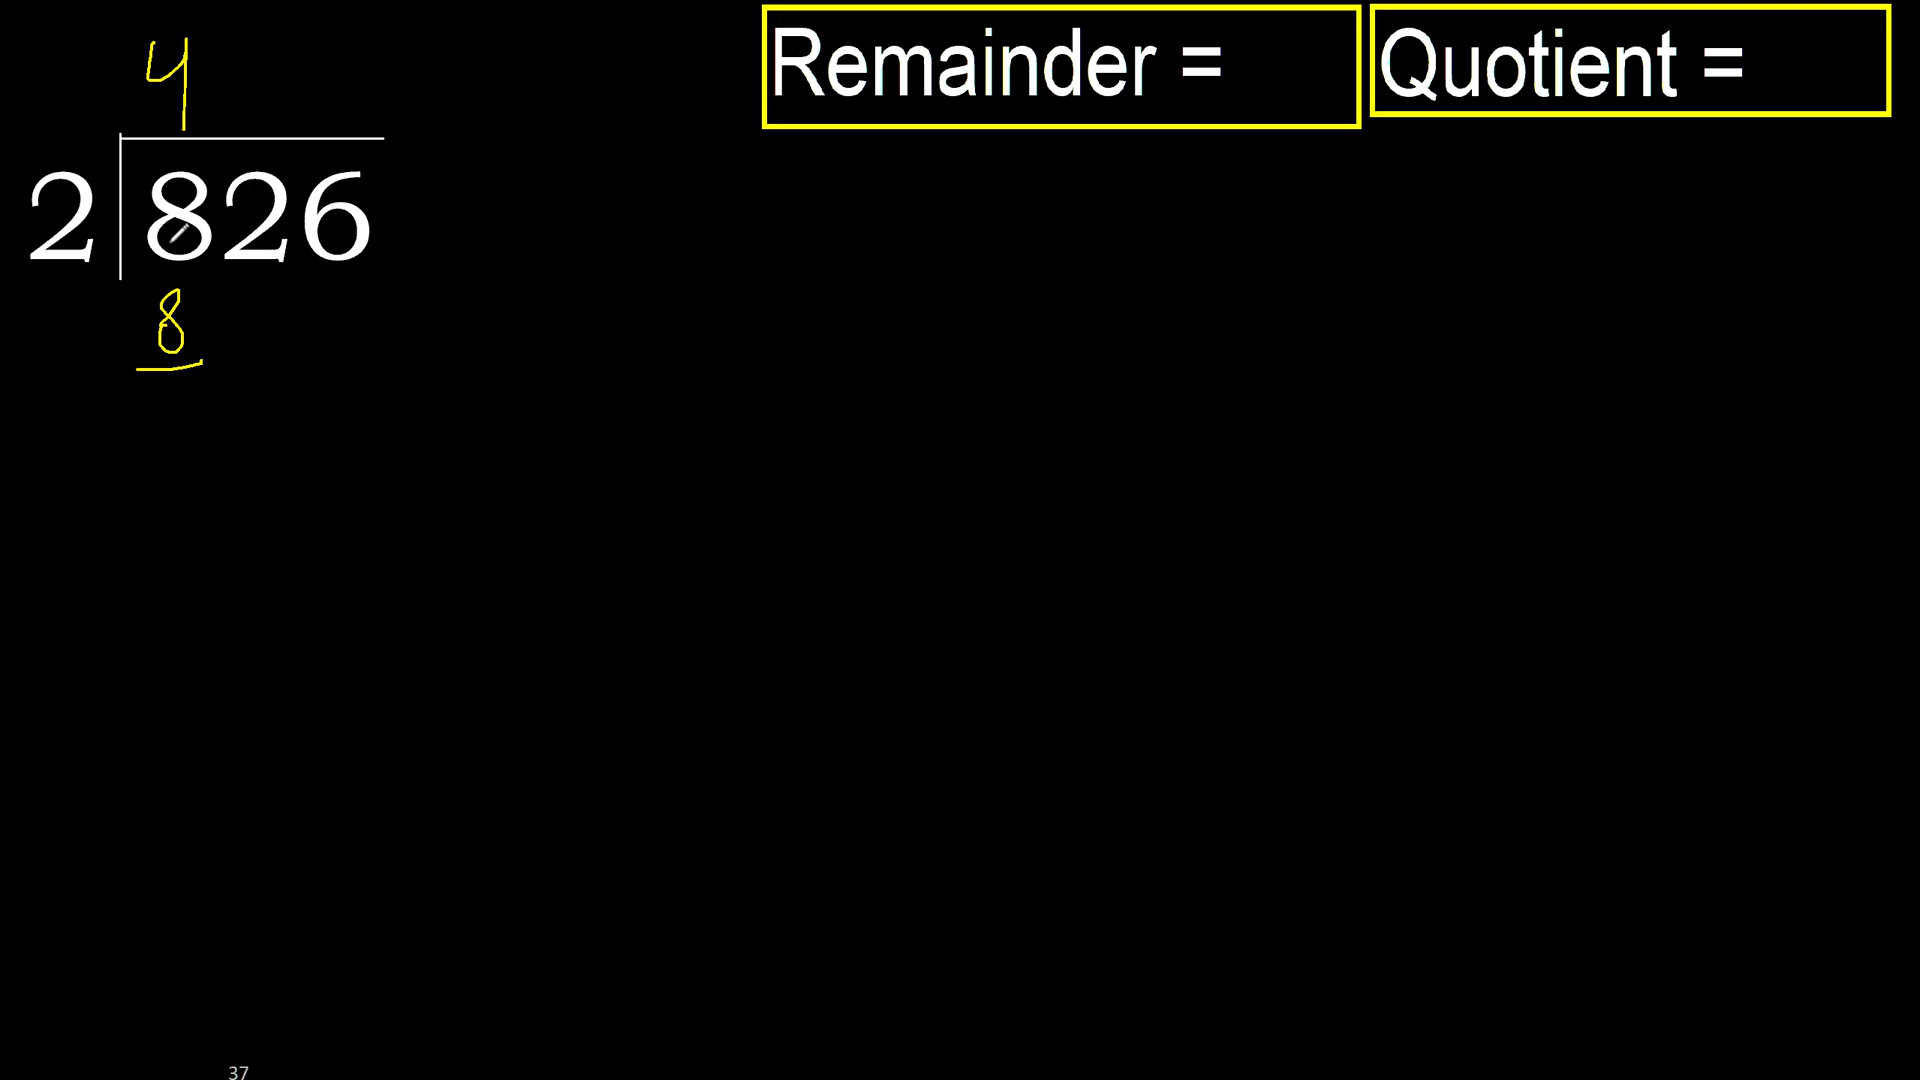 4
2 826
8
Remainder =
Quotient =
37